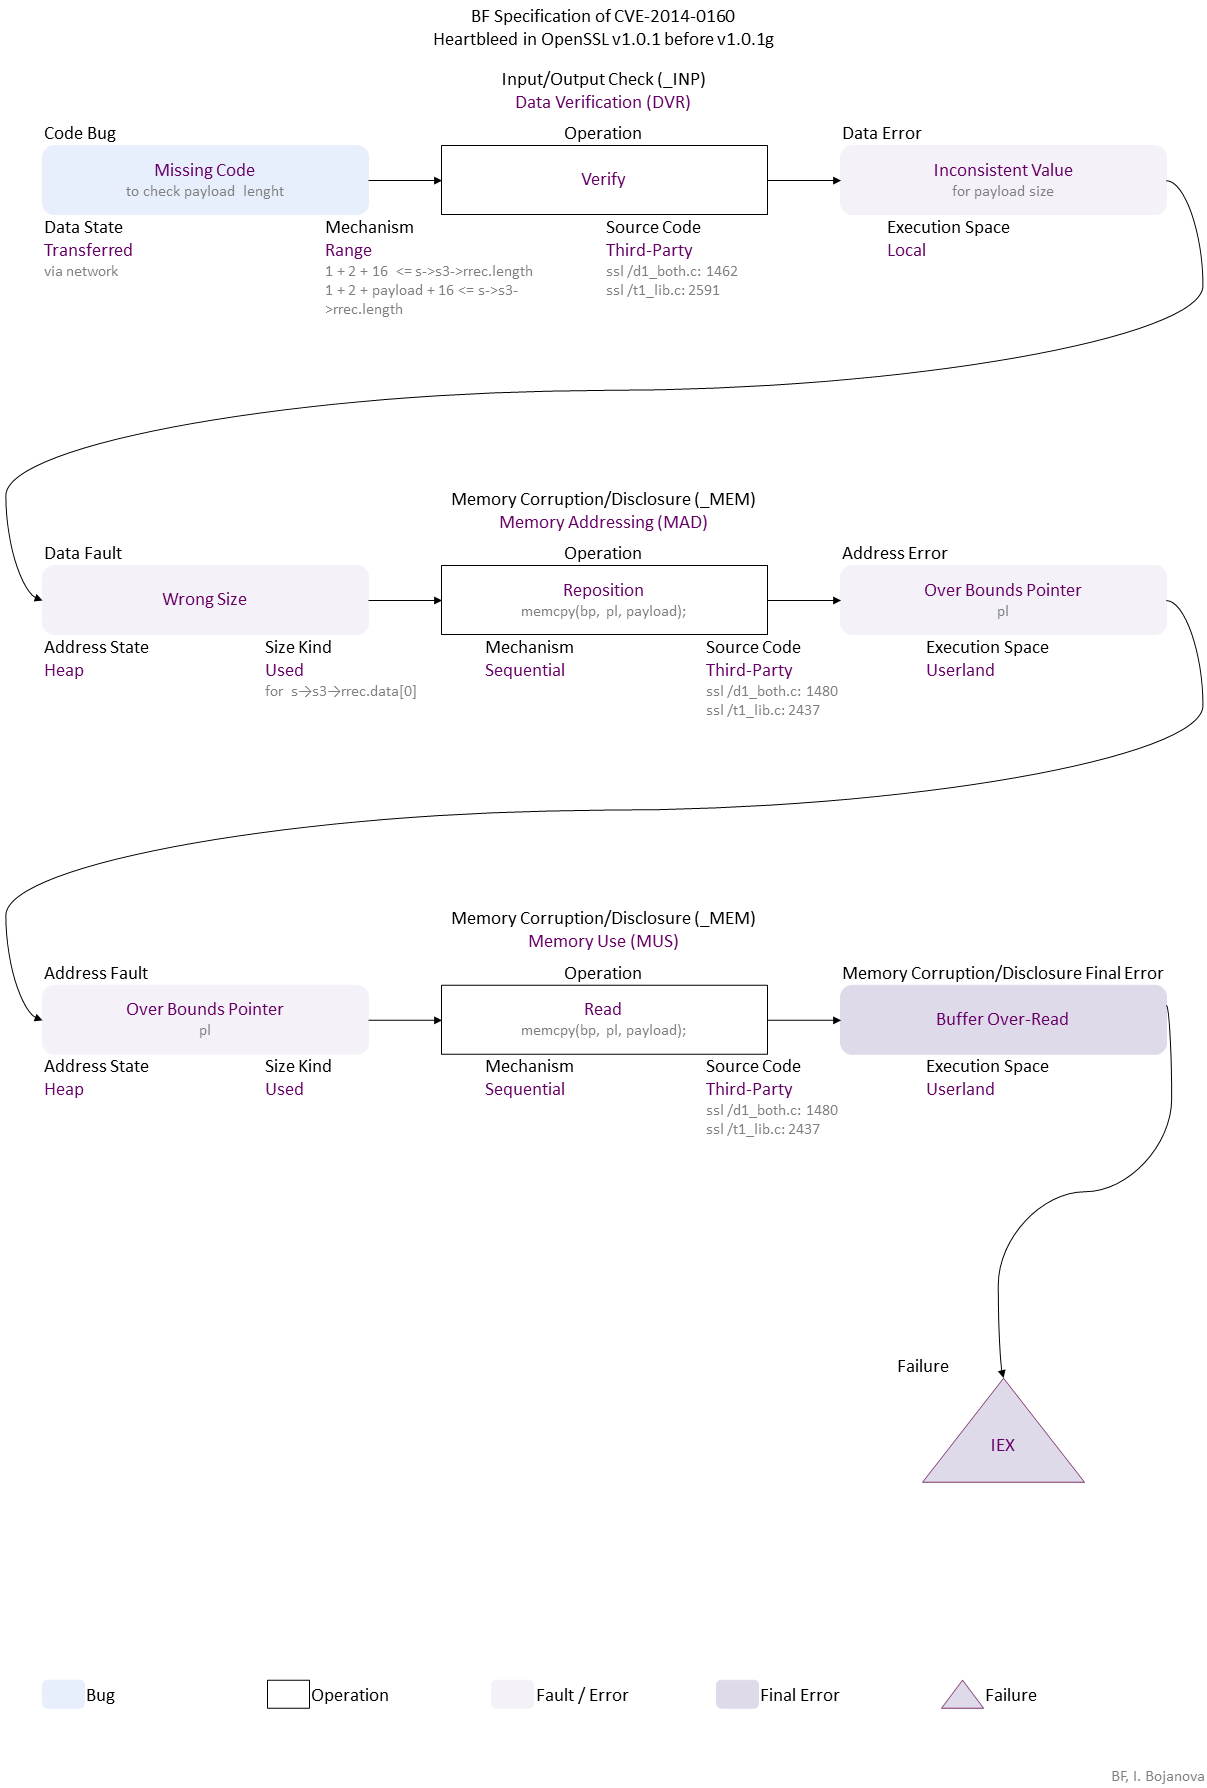 BF Specification of CVE-2014-0160
Heartbleed in OpenSSL v1.0.1 before v1.0.1g
Input/Output Check (_INP)
Data Verification (DVR)
Code Bug
Operation
Data Error
Missing Code
to check payload lenght
Verify
Inconsistent Value
for payload size
Data State
Transferred
via network
Mechanism
Range
1 + 2 + 16 <= s->s3->rrec.length
1 + 2 + payload + 16 <= s->s3-
>rrec.length
Source Code
Third-Party
ssl /d1_both.c: 1462
ssl /t1_lib.c: 2591
Execution Space
Local
Memory Corruption/Disclosure (_MEM)
Memory Addressing (MAD)
Data Fault
Operation
Address Error
Wrong Size
Reposition
memcpy(bp, pl, payload);
Over Bounds Pointer
pl
Address State
Heap
Size Kind
Used
for s→s3→rrec.data[0]
Mechanism
Sequential
Source Code
Third-Party
ssl /d1_both.c: 1480
ssl /t1_lib.c: 2437
Execution Space
Userland
Memory Corruption/Disclosure (_MEM)
Memory Use (MUS)
Address Fault
Operation
Memory Corruption/Disclosure Final Error
Over Bounds Pointer
pl
Read
memcpy(bp, pl, payload);
Buffer Over-Read
Address State
Heap
Size Kind
Used
Mechanism
Sequential
Source Code
Third-Party
ssl /d1_both.c: 1480
ssl /t1_lib.c: 2437
Execution Space
Userland
Failure
IEX
Bug
Operation
Fault / Error
Final Error
Failure
BF, I. Bojanova